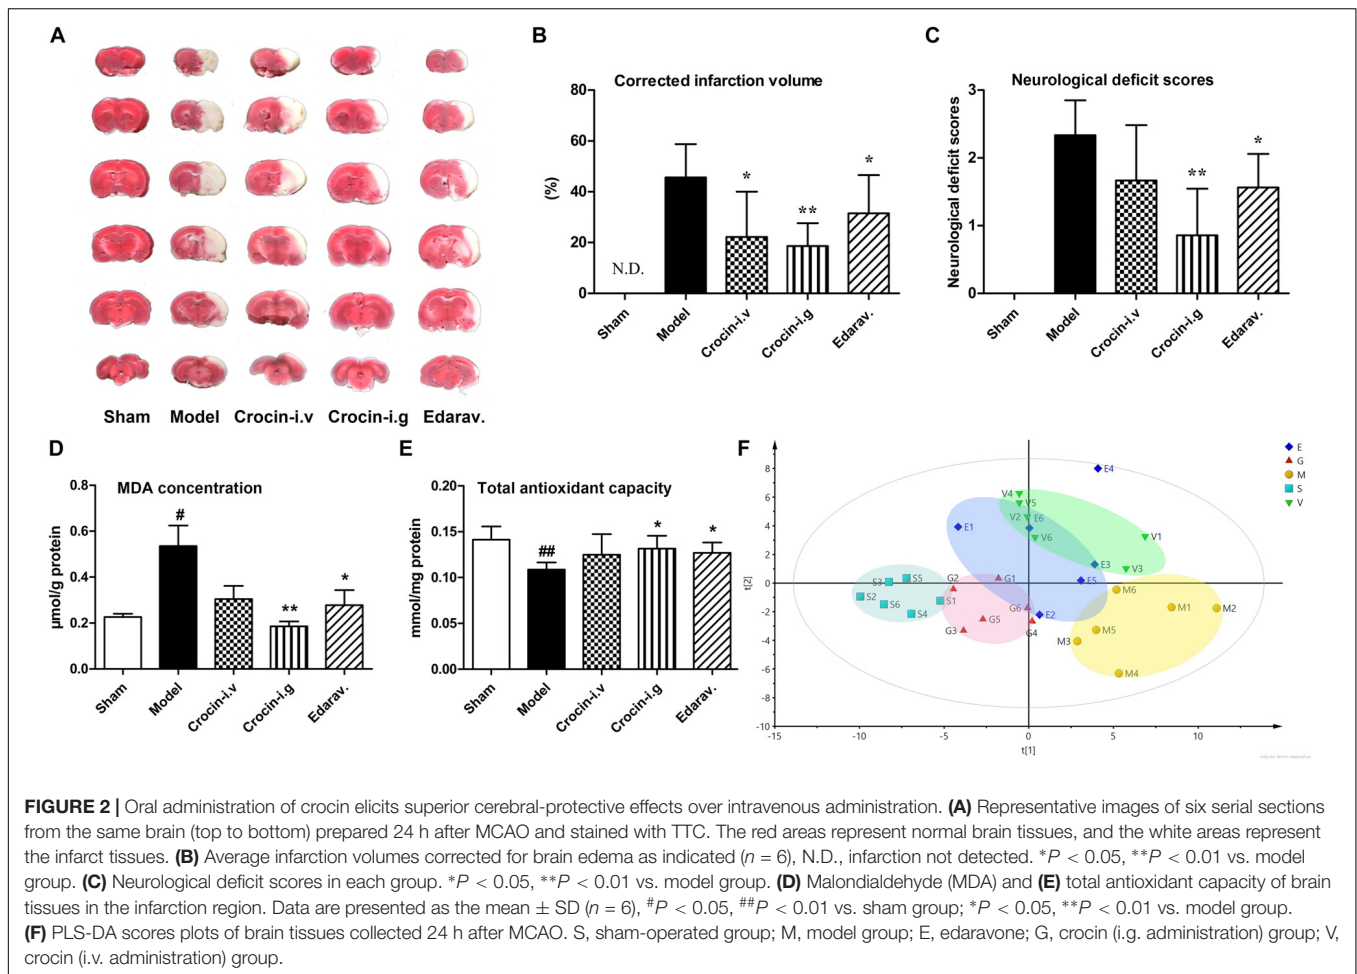 A
Sham Model Crocin-i.v Crocin-i.g Edarav.
B
Corrected infarction volume
(%)
80
60
40
20
0
N.D.
*
**
*
Sham Model Crocin-i.v Crocin-i.g Edarav.
C
Neurological deficit scores
Neurological deficit scores
3
2
1
0
**
*
Sham Model Crocin-i.v Crocin-i.g Edarav.
D
MDA concentration
µmol/g protein
0.8
0.6
0.4
0.2
0.0
#
**
*
Sham Model Crocin-i.v Crocin-i.g Edarav.
E
Total antioxidant capacity
mmol/mg protein
0.20
0.15
0.10
0.05
0.00
##
*
*
Sham Model Crocin-i.v Crocin-i.g Edarav.
F
E
G
M
S
V
t[2]
8
6
4
2
0
-2
-4
-6
-8
-10
-15 -10 -5 0 5 10
t[1]
E4
V4
V5
V2 E6
E1
V6
V1
E3
V3
S3 S5
G2 G1
E5
M6
S2
S6 S1
S4
G6
M1 M2
E2
G3 G5
G4
M5
M3
M4
FIGURE 2 | Oral administration of crocin elicits superior cerebral-protective effects over intravenous administration. (A) Representative images of six serial sections
from the same brain (top to bottom) prepared 24 h after MCAO and stained with TTC. The red areas represent normal brain tissues, and the white areas represent
the infarct tissues. (B) Average infarction volumes corrected for brain edema as indicated (n = 6), N.D., infarction not detected. *P < 0.05, **P < 0.01 vs. model
group. (C) Neurological deficit scores in each group. *P < 0.05, **P < 0.01 vs. model group. (D) Malondialdehyde (MDA) and (E) total antioxidant capacity of brain
tissues in the infarction region. Data are presented as the mean ± SD (n = 6), #P < 0.05, ##P < 0.01 vs. sham group; *P < 0.05, **P < 0.01 vs. model group.
(F) PLS-DA scores plots of brain tissues collected 24 h after MCAO. S, sham-operated group; M, model group; E, edaravone; G, crocin (i.g. administration) group; V,
crocin (i.v. administration) group.